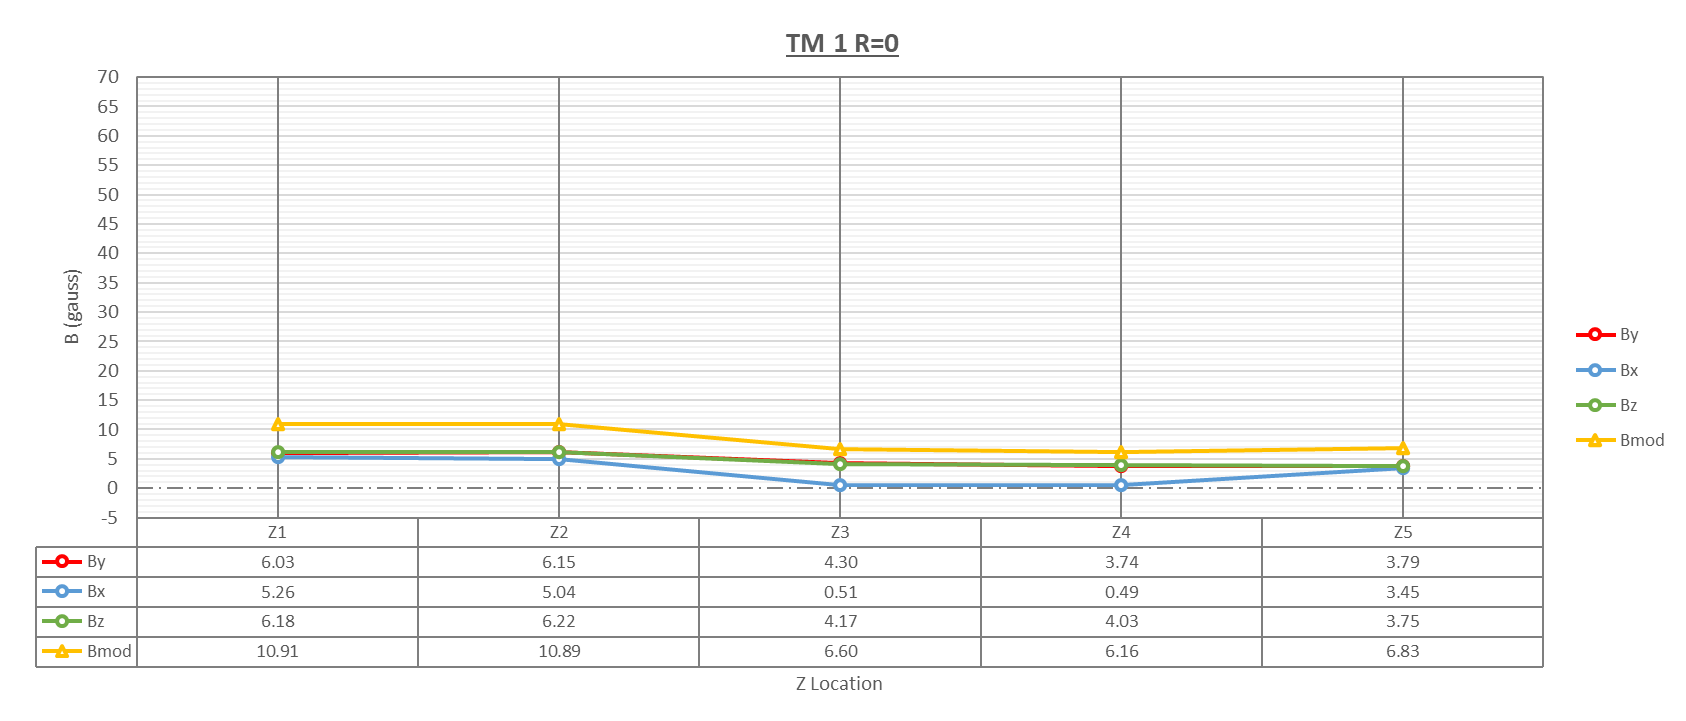 TM 1 R=0
70
65
60
55
50
45
40
35
30
25
20
15
10
5
0
-5
B (gauss)
By
Bx
Bz
Bmod
Z1 Z2 Z3 Z4 Z5
By 6.03 6.15 4.30 3.74 3.79
Bx 5.26 5.04 0.51 0.49 3.45
Bz 6.18 6.22 4.17 4.03 3.75
Bmod 10.91 10.89 6.60 6.16 6.83
Z Location